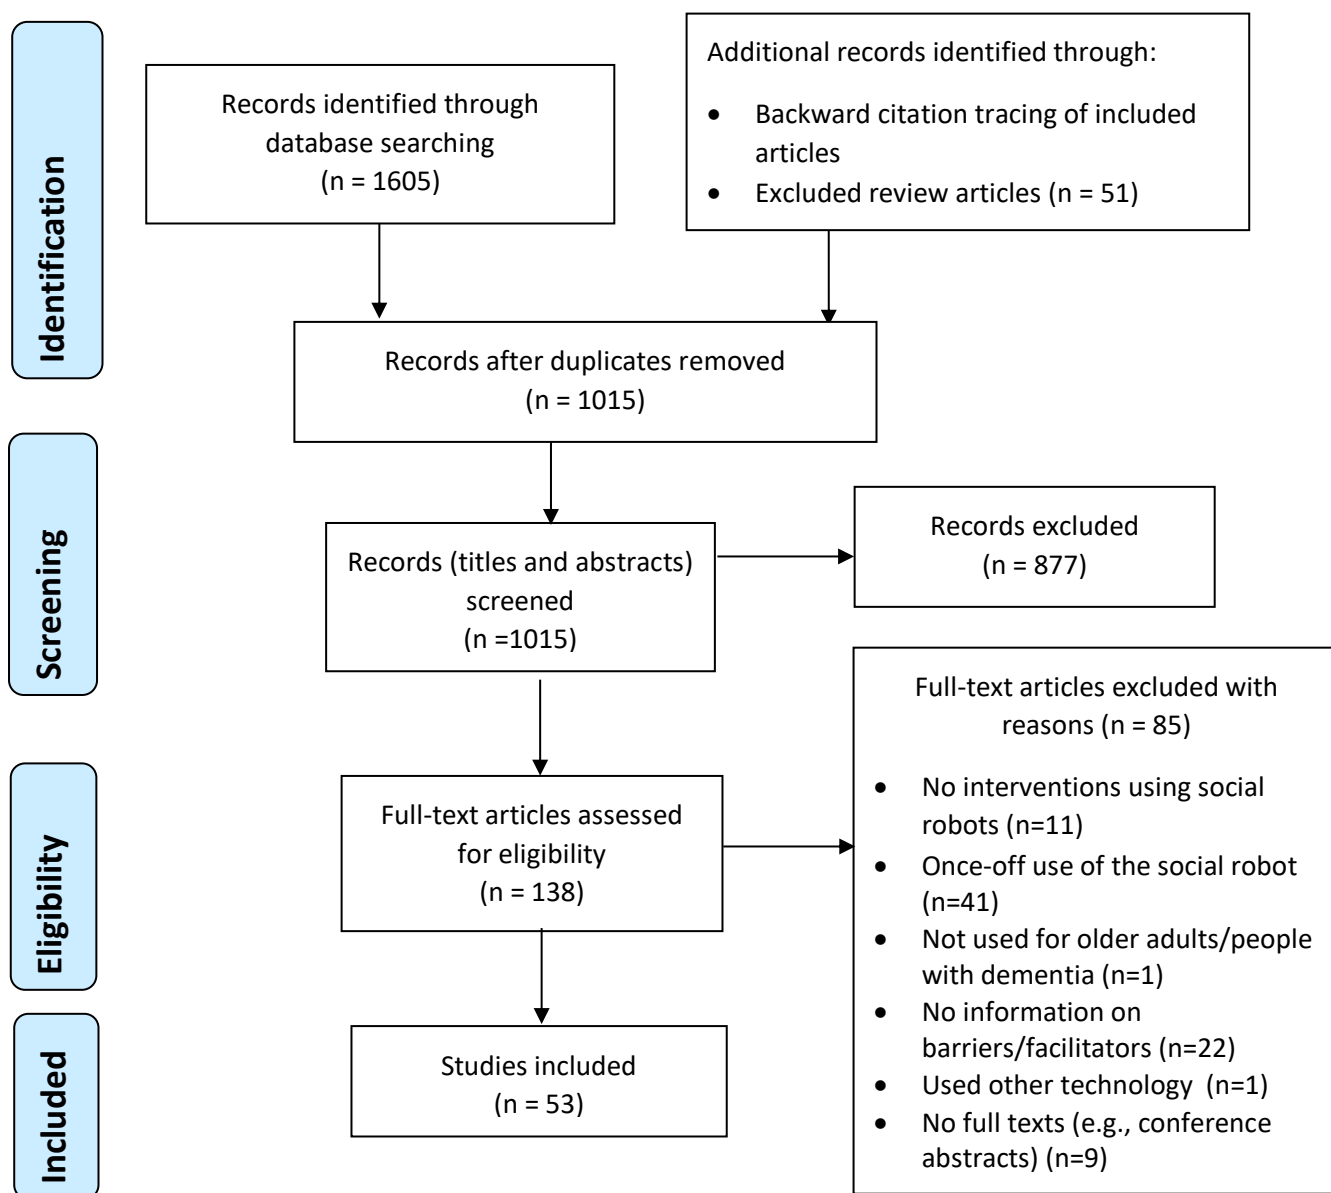 Identification
Records identified through
database searching
(n = 1605)
Additional records identified through:
• Backward citation tracing of included
articles
• Excluded review articles (n = 51)
Records after duplicates removed
(n = 1015)
Screening
Records (titles and abstracts)
screened
(n =1015)
Records excluded
(n = 877)
Eligibility
Full-text articles assessed
for eligibility
(n = 138)
Full-text articles excluded with
reasons (n = 85)
• No interventions using social
robots (n=11)
• Once-off use of the social robot
(n=41)
• Not used for older adults/people
with dementia (n=1)
• No information on
barriers/facilitators (n=22)
• Used other technology  (n=1)
• No full texts (e.g., conference
abstracts) (n=9)
Included
Studies included
(n = 53)